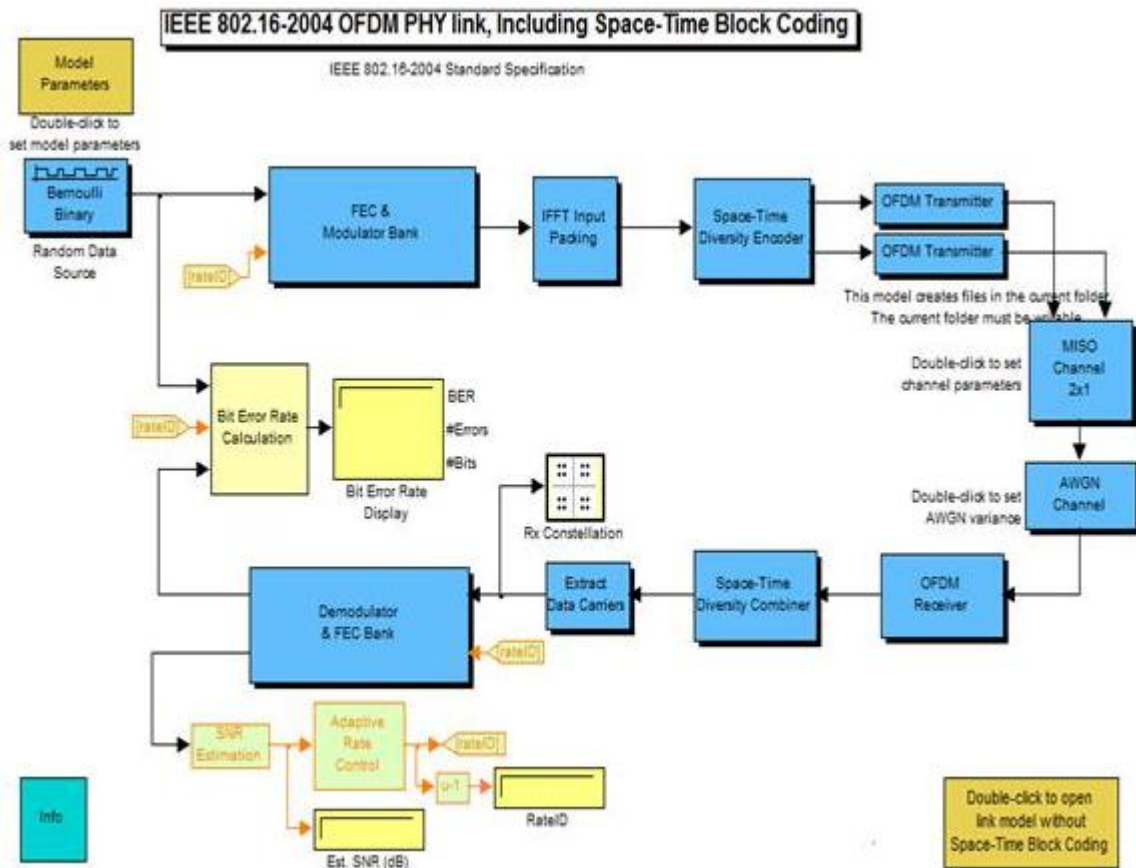 IEEE 802.16-2004 OFDM PHY link, Including Space-Time Block Coding
IEEE 802.16-2004 Standard Specification
Model
Parameters
Double-click to
set model parameters
Bernoulli
Binary
Random Data
Source
[rateID]
FEC &
Modulator Bank
IFFT Input
Packing
Space-Time
Diversity Encoder
OFDM Transmitter
OFDM Transmitter
This model creates files in the current folder.
The current folder must be writable
MISO
Channel
2x1
Double-click to set
channel parameters
AWGN
Channel
Double-click to set
AWGN variance
[rateID]
Bit Error Rate
Calculation
BER
#Errors
#Bits
Bit Error Rate
Display
Rx Constellation
Demodulator
& FEC Bank
[rateID]
Extract
Data Carriers
Space-Time
Diversity Combiner
OFDM
Receiver
SNR
Estimation
Adaptive
Rate
Control
[rateID]
u-1
RateID
Est. SNR (dB)
Info
Double-click to open
link model without
Space-Time Block Coding